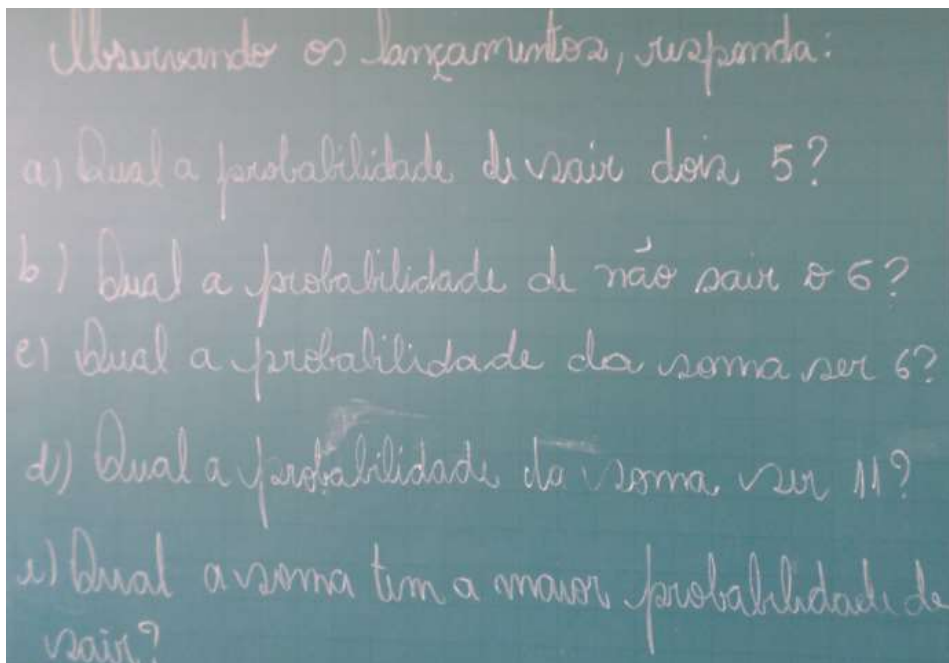 Observando os lançamentos, responda:
a) Qual a probabilidade de sair dois 5?
b) Qual a probabilidade de não sair o 6?
c) Qual a probabilidade da soma ser 6?
d) Qual a probabilidade da soma ser 11?
e) Qual a soma tem a maior probabilidade de
sair?